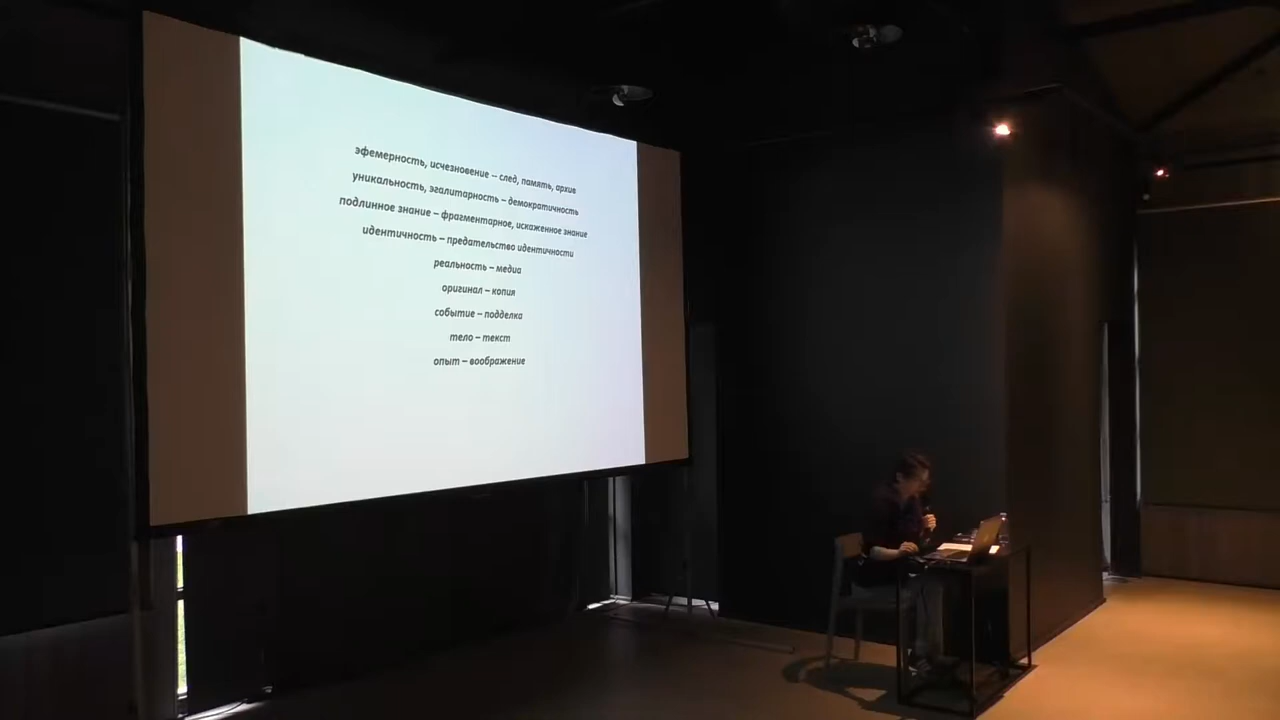 эфемерность, исчезновение – след, память, архив
уникальность, эгалитарность – демократичность
подлинное знание – фрагментарное, искаженное знание
идентичность – предательство идентичности
реальность – медиа
оригинал – копия
событие – подделка
тело – текст
опыт – воображение